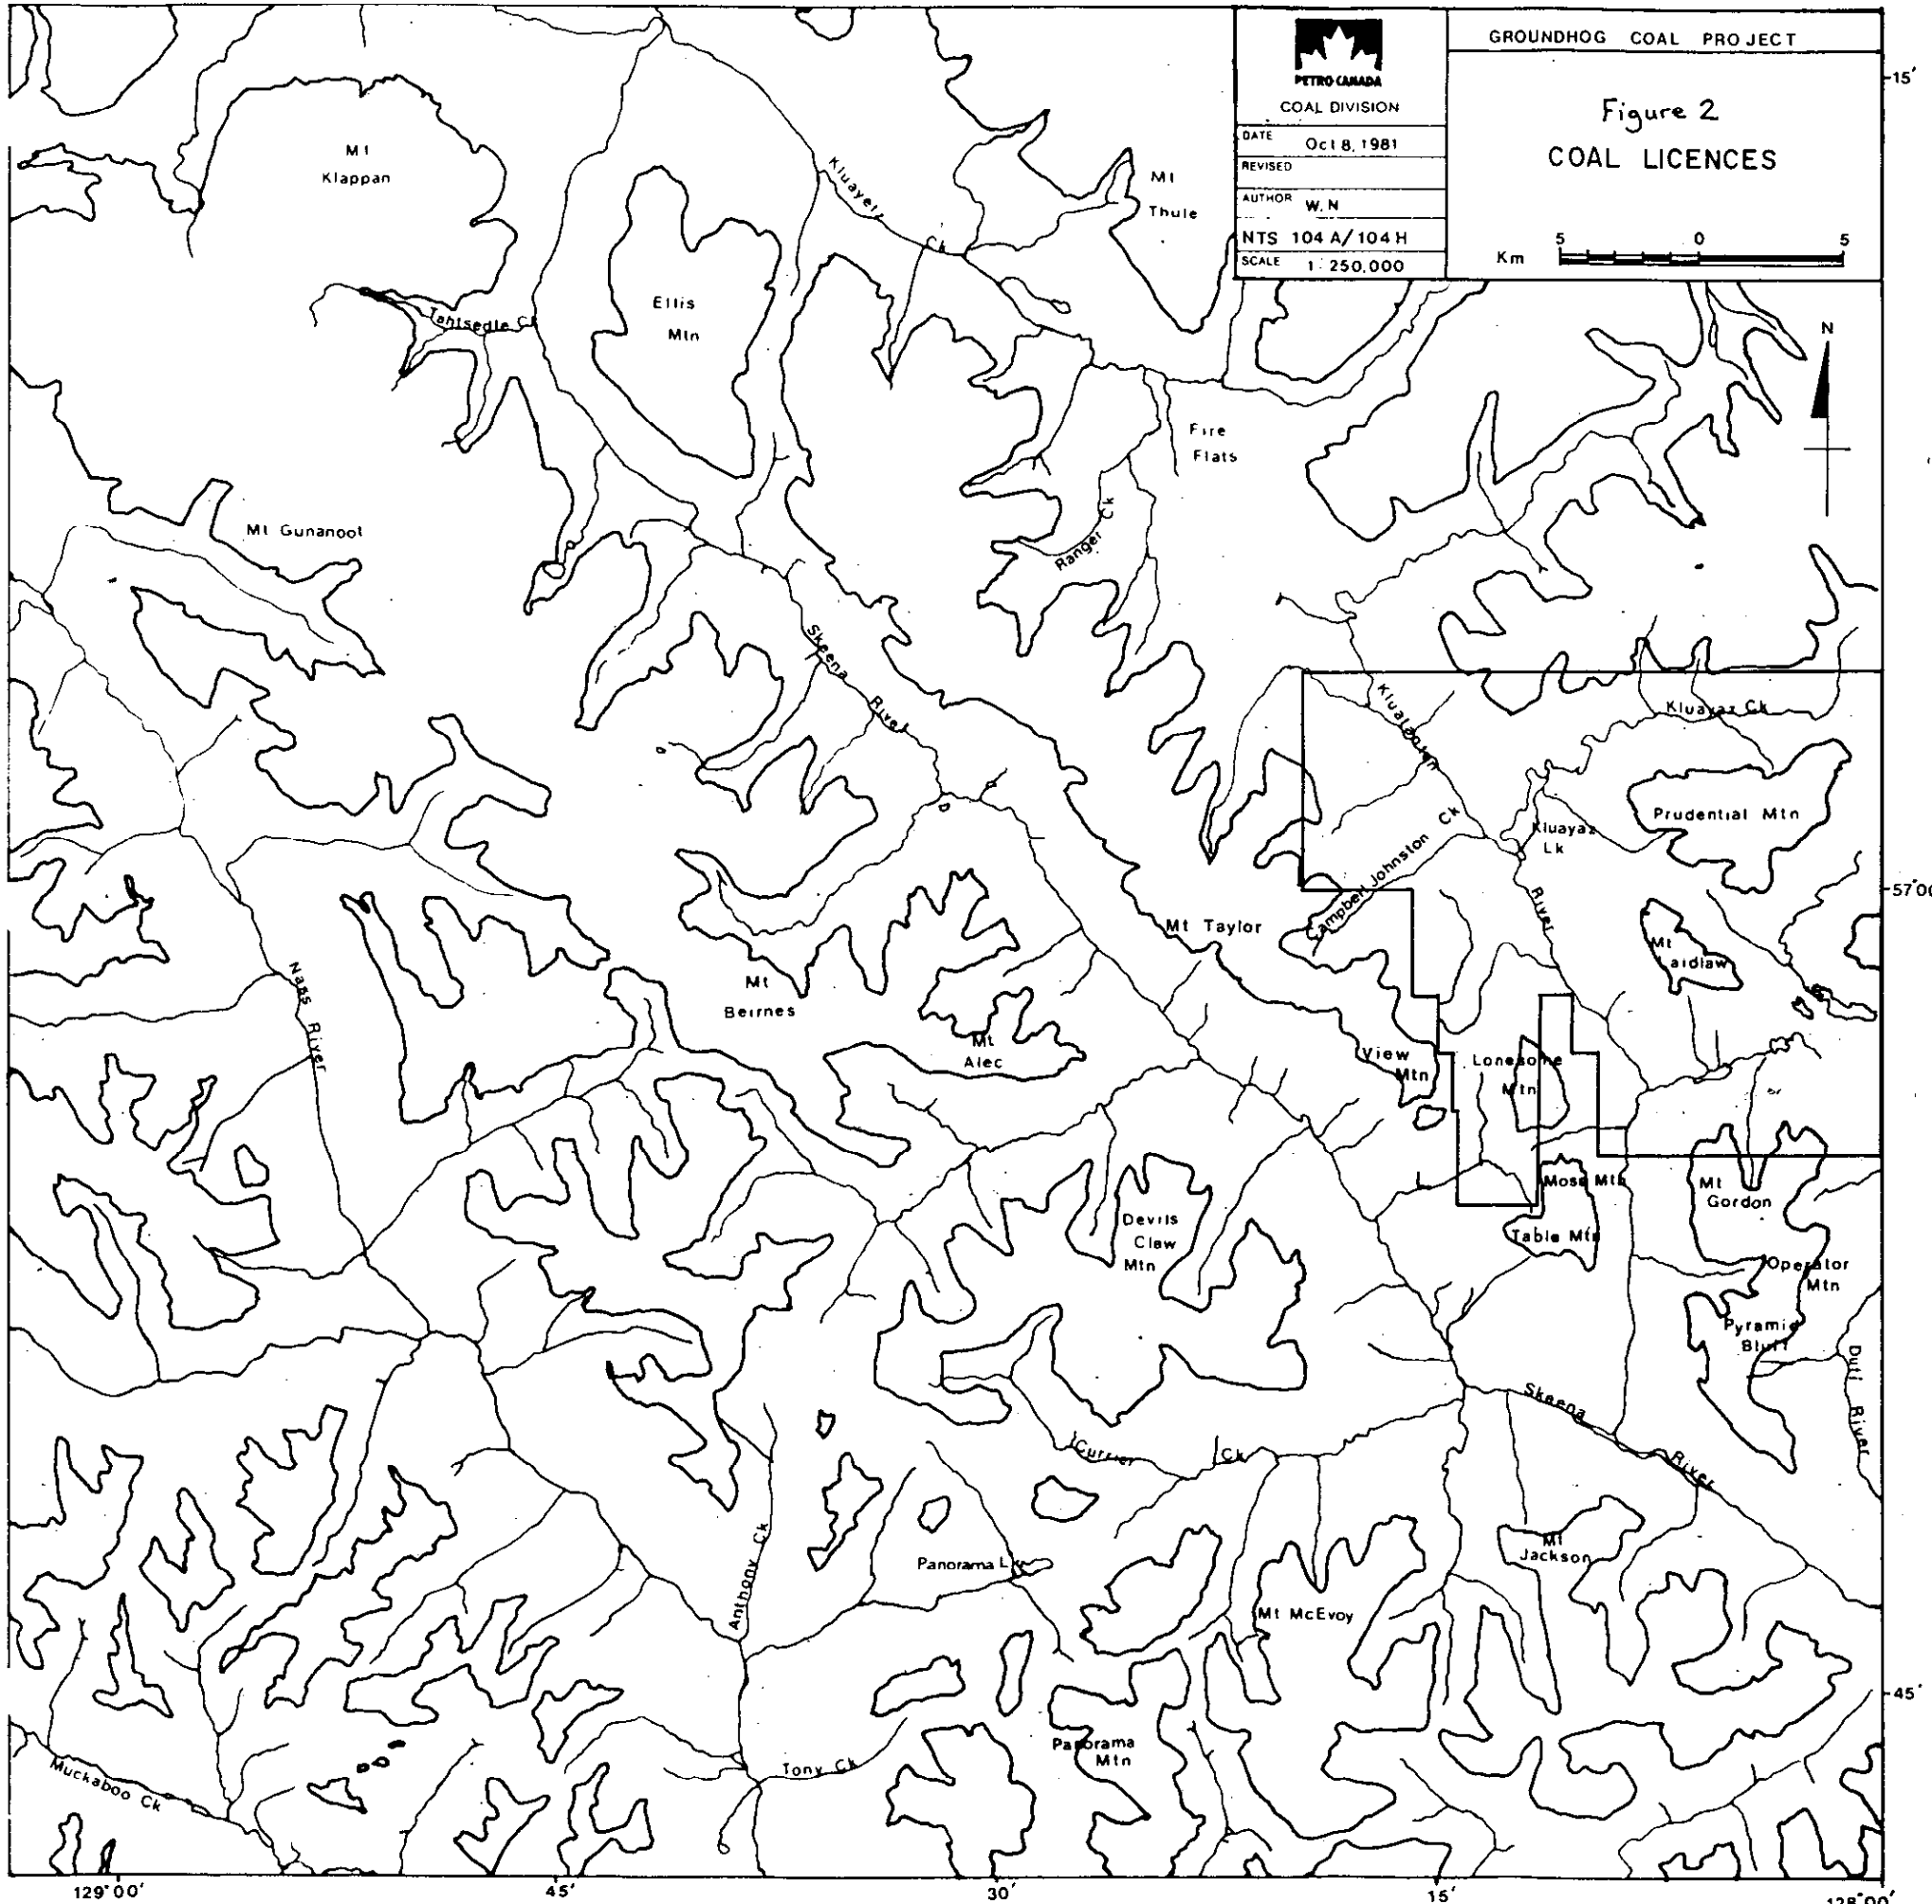 PETRO CANADA
COAL DIVISION
DATE Oct 8, 1981
REVISED
AUTHOR W.N
NTS 104 A/104 H
SCALE 1:250,000
GROUNDHOG COAL PROJECT
Figure 2
COAL LICENCES
Km 5 0 5
15'
N
Mt
Klappan
Kluayetz Ck
Mt
Thule
Tahtsedle Ck
Ellis
Mtn
Fire
Flats
Ranger Ck
Mt Gunanoot
Skeena River
Klualantan
River
Kluayaz Ck
Prudential Mtn
Kluayaz
Lk
Campbell Johnston Ck
57°00'
Mt Taylor
Mt
Laidlaw
Mt
Beirnes
Nass River
Mt
Alec
View
Mtn
Lonesome
Mtn
Moss Mtn
Mt
Gordon
Devils
Claw
Mtn
Table Mtn
Operator
Mtn
Pyramid
Bluff
Duti River
Skeena River
Currier Ck
Anthony Ck
Panorama Lk
Mt
Jackson
Mt McEvoy
45'
Panorama
Mtn
Tony Ck
Muckaboo Ck
129°00' 45' 30' 15' 128°00'